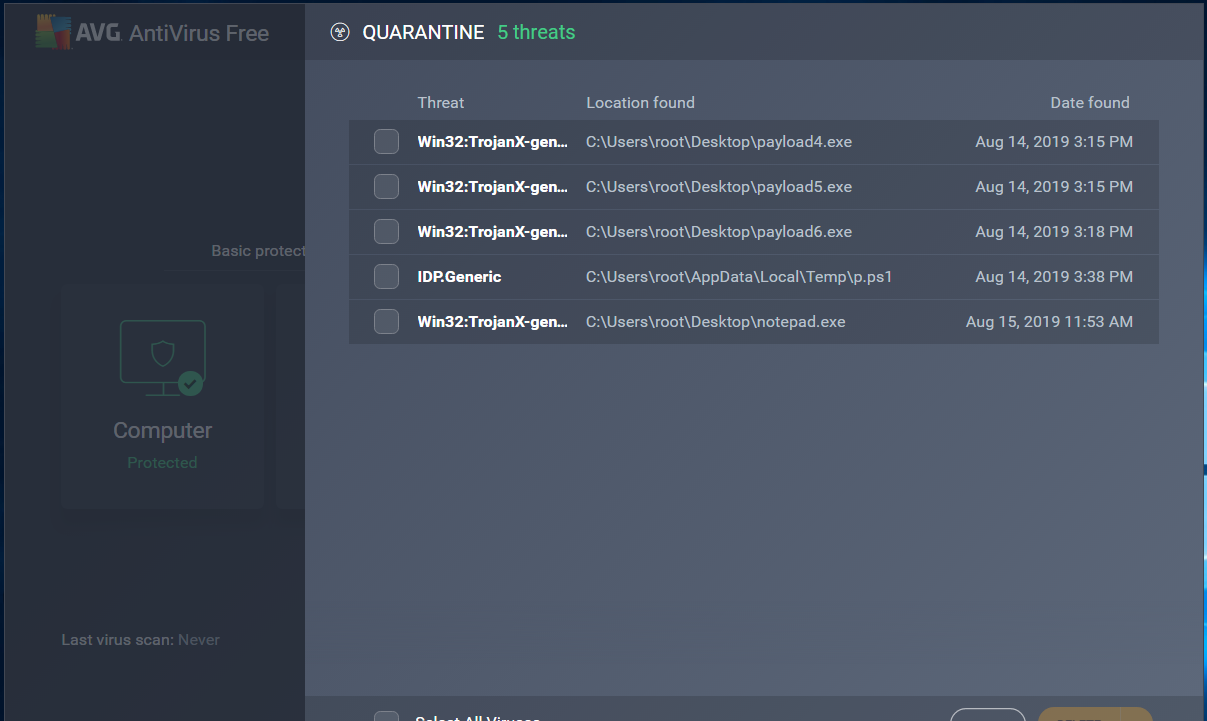 AVG AntiVirus Free
QUARANTINE 5 threats
Threat Location found Date found
Win32:TrojanX-gen... C:\Users\root\Desktop\payload4.exe Aug 14, 2019 3:15 PM
Win32:TrojanX-gen... C:\Users\root\Desktop\payload5.exe Aug 14, 2019 3:15 PM
Win32:TrojanX-gen... C:\Users\root\Desktop\payload6.exe Aug 14, 2019 3:18 PM
IDP.Generic C:\Users\root\AppData\Local\Temp\p.ps1 Aug 14, 2019 3:38 PM
Win32:TrojanX-gen... C:\Users\root\Desktop\notepad.exe Aug 15, 2019 11:53 AM
Basic protect
Computer
Protected
Last virus scan: Never
Select All Viruses